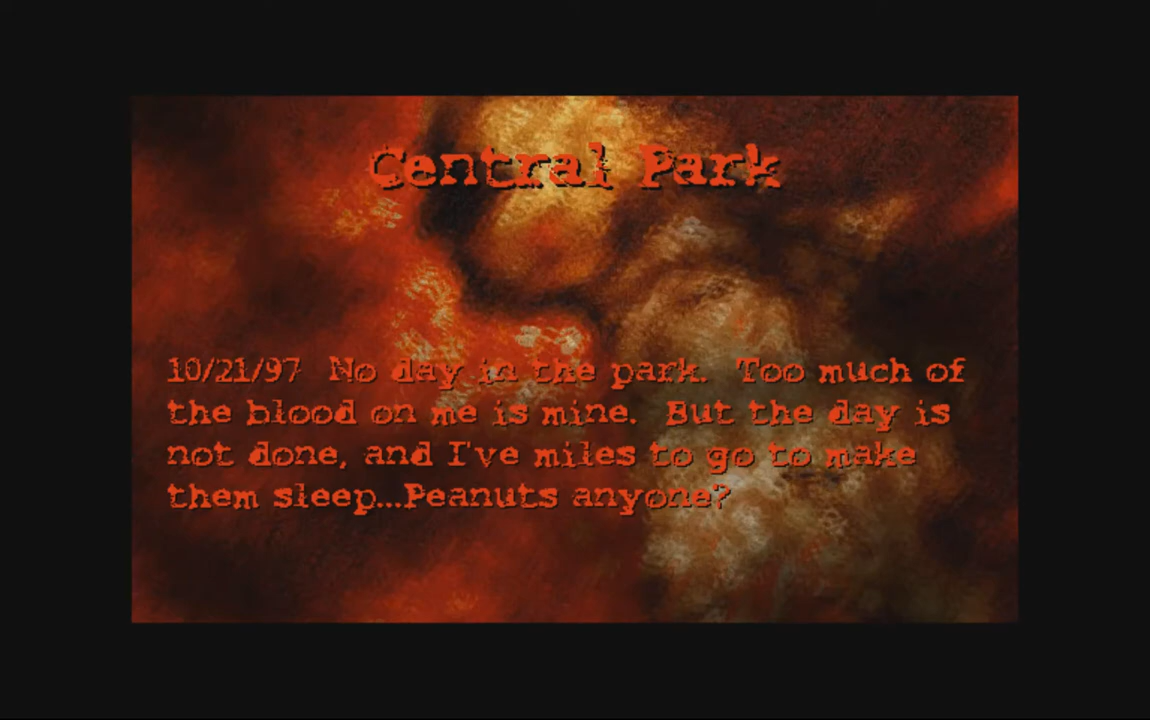 Central Park
10/21/97 No day in the park. Too much of
the blood on me is mine. But the day is
not done, and I've miles to go to make
them sleep...Peanuts anyone?